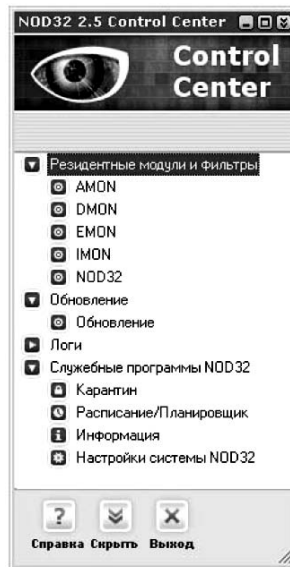 NOD32 2.5 Control Center
Control
Center
Резидентные модули и фильтры
AMON
DMON
EMON
IMON
NOD32
Обновление
Обновление
Логи
Служебные программы NOD32
Карантин
Расписание/Планировщик
Информация
Настройки системы NOD32
Справка Скрыть Выход